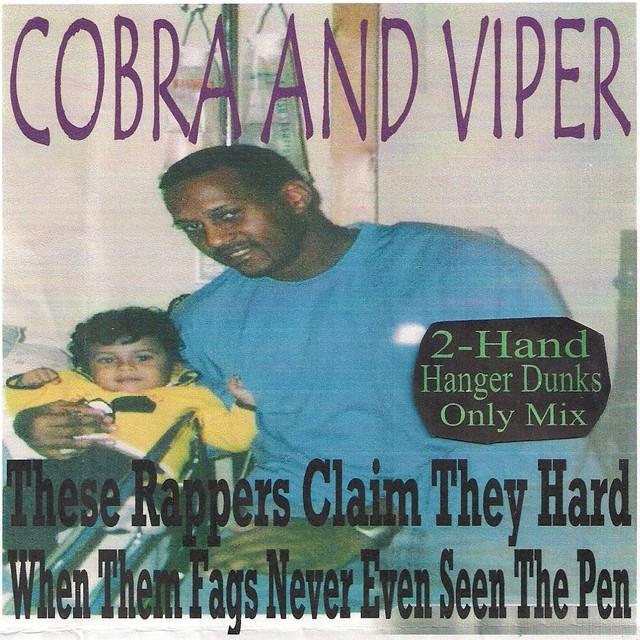 COBRA AND VIPER
2-Hand
Hanger Dunks
Only Mix
These Rappers Claim They Hard
When Them Fags Never Even Seen The Pen